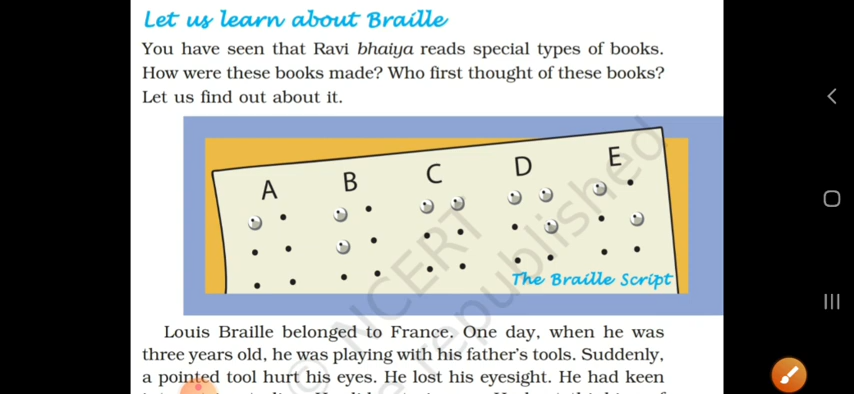 Let us learn about Braille
You have seen that Ravi bhaiya reads special types of books.
How were these books made? Who first thought of these books?
Let us find out about it.
A B C D E
The Braille Script
© NCERT
republished
Louis Braille belonged to France. One day, when he was
three years old, he was playing with his father's tools. Suddenly,
a pointed tool hurt his eyes. He lost his eyesight. He had keen